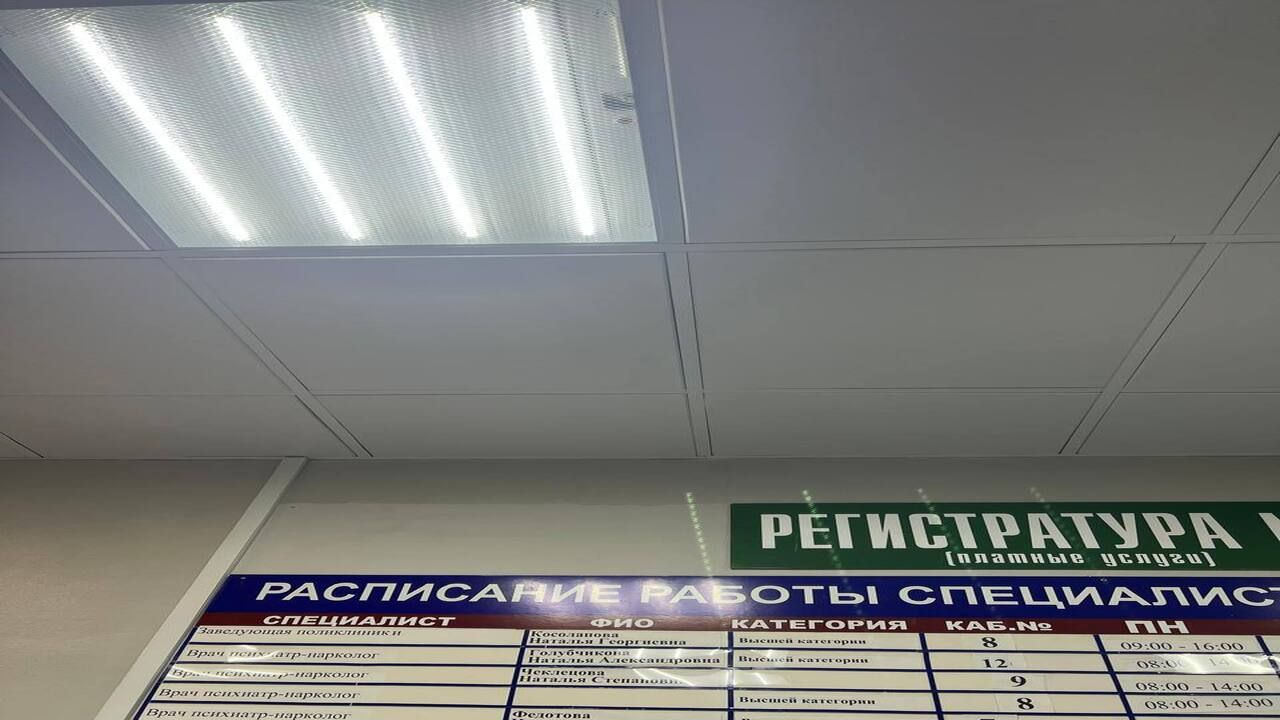 РЕГИСТРАТУРА
(платные услуги)
РАСПИСАНИЕ РАБОТЫ СПЕЦИАЛИСТ
СПЕЦИАЛИСТ ФИО КАТЕГОРИЯ КАБ.№ ПН
Заведующая поликлиники Косолапова Наталья Георгиевна Высшей категории 8 09:00 - 16:00
Врач психиатр-нарколог Голубчикова Наталья Александровна Высшей категории 12 08:00 - 14:00
Врач психиатр-нарколог Чеклецова Наталья Степановна 9 08:00 - 14:00
Врач психиатр-нарколог Высшей категории 8 08:00 - 14:00
Врач психиатр-нарколог Федотова